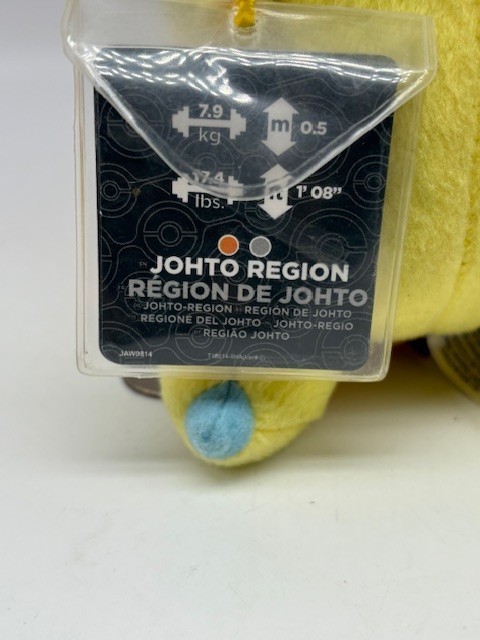 7.9
kg
m 0.5
17.4
lbs.
ft 1' 08"
JOHTO REGION
RÉGION DE JOHTO
JOHTO-REGION REGIÓN DE JOHTO
REGIONE DEL JOHTO JOHTO-REGIO
REGIÃO JOHTO
JAW9814